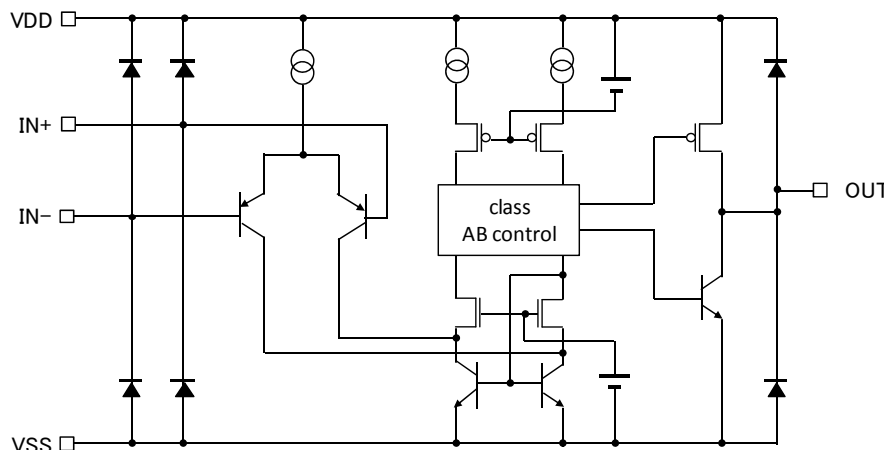 VDD
IN+
IN−
class
AB control
OUT
VSS